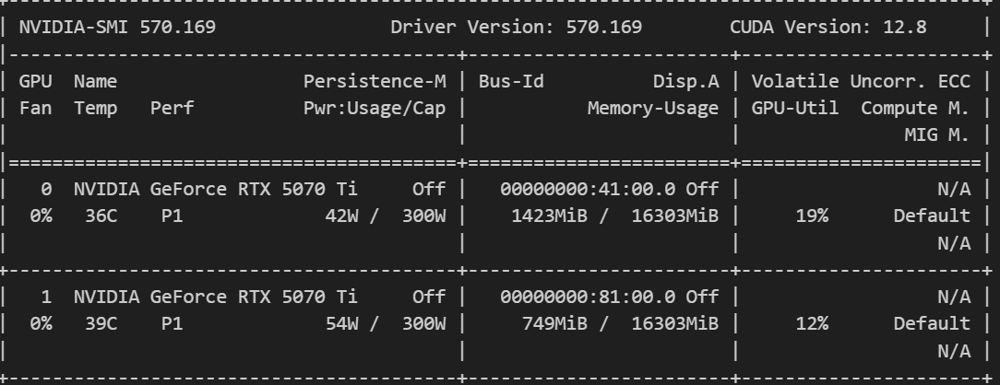 +-----------------------------------------------------------------------------------------+
| NVIDIA-SMI 570.169                Driver Version: 570.169        CUDA Version: 12.8     |
|-----------------------------------------+------------------------+----------------------+
| GPU  Name                 Persistence-M | Bus-Id          Disp.A | Volatile Uncorr. ECC |
| Fan  Temp   Perf          Pwr:Usage/Cap |           Memory-Usage | GPU-Util  Compute M. |
|                                         |                        |               MIG M. |
|=========================================+========================+======================|
|   0  NVIDIA GeForce RTX 5070 Ti     Off |   00000000:41:00.0 Off |                  N/A |
|  0%   36C    P1             42W /  300W |    1423MiB /  16303MiB |     19%      Default |
|                                         |                        |                  N/A |
+-----------------------------------------+------------------------+----------------------+
|   1  NVIDIA GeForce RTX 5070 Ti     Off |   00000000:81:00.0 Off |                  N/A |
|  0%   39C    P1             54W /  300W |     749MiB /  16303MiB |     12%      Default |
|                                         |                        |                  N/A |
+-----------------------------------------+------------------------+----------------------+